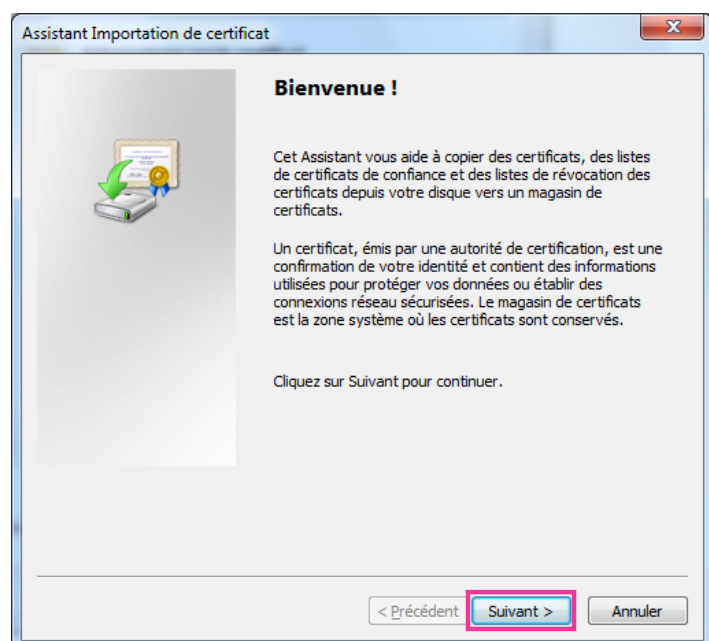 Assistant Importation de certificat
Bienvenue !
Cet Assistant vous aide à copier des certificats, des listes
de certificats de confiance et des listes de révocation des
certificats depuis votre disque vers un magasin de
certificats.
Un certificat, émis par une autorité de certification, est une
confirmation de votre identité et contient des informations
utilisées pour protéger vos données ou établir des
connexions réseau sécurisées. Le magasin de certificats
est la zone système où les certificats sont conservés.
Cliquez sur Suivant pour continuer.
< Précédent Suivant > Annuler